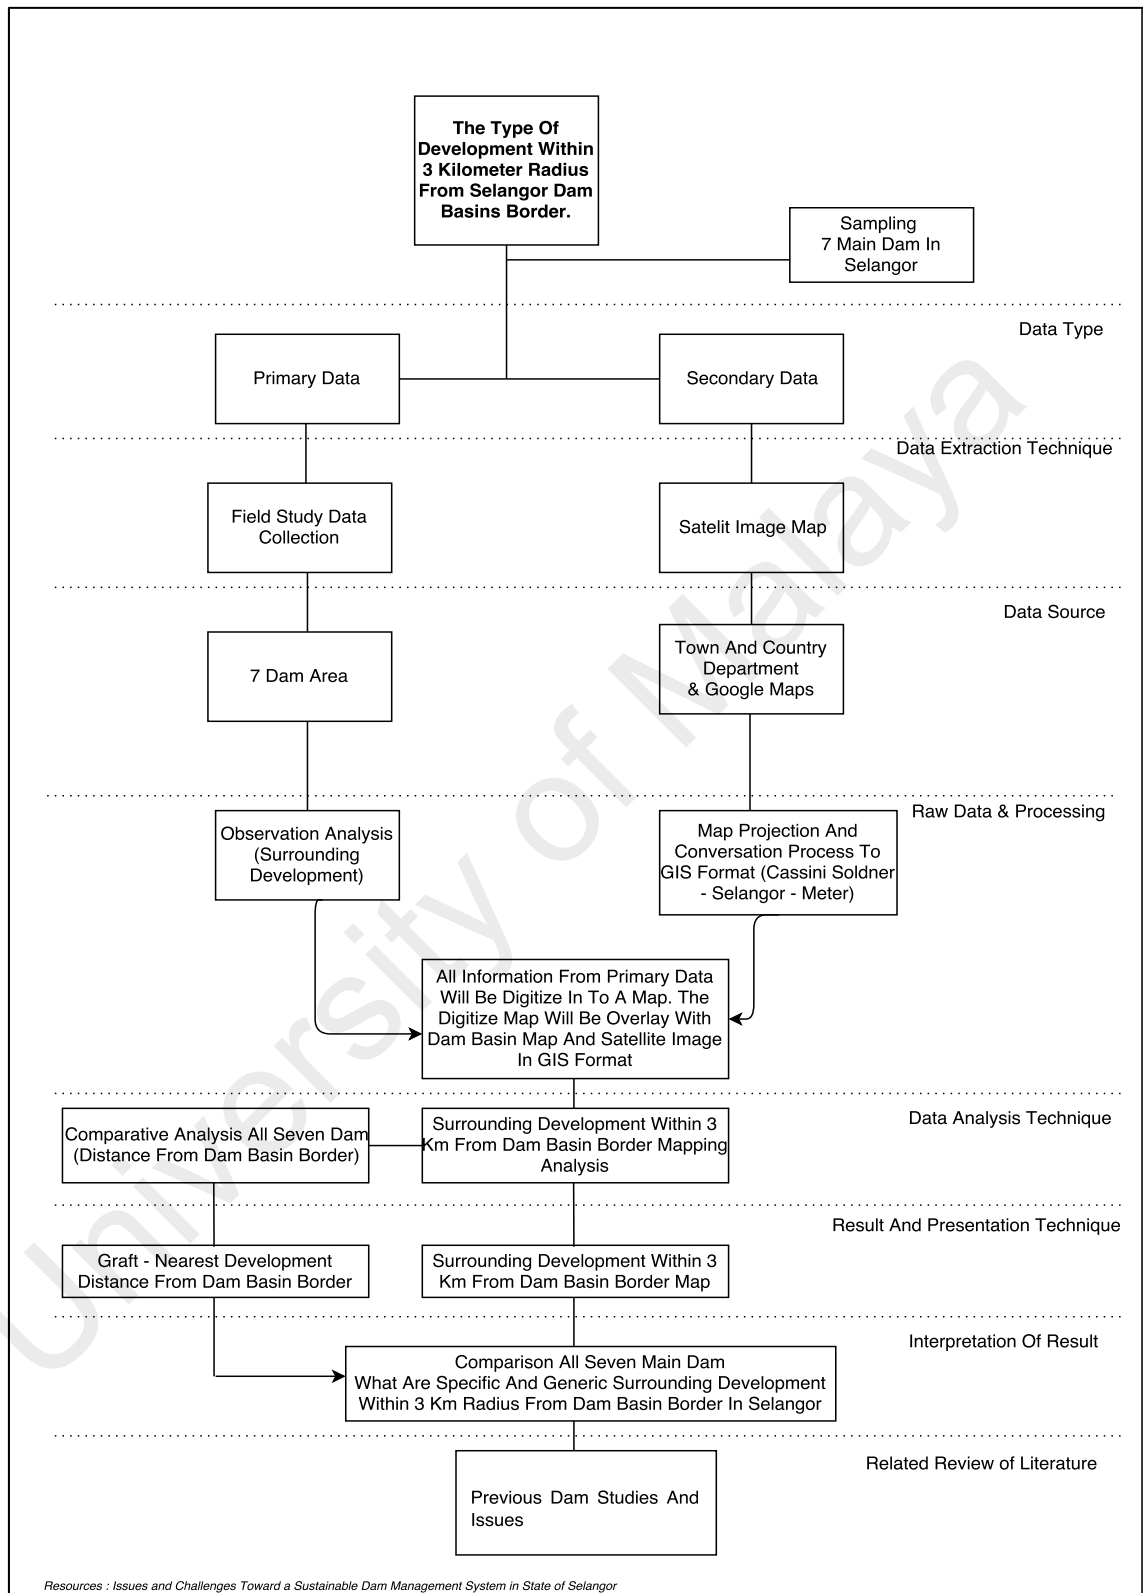 The Type Of
Development Within
3 Kilometer Radius
From Selangor Dam
Basins Border.
Sampling
7 Main Dam In
Selangor
Data Type
Primary Data
Secondary Data
Data Extraction Technique
Field Study Data
Collection
Satelit Image Map
Data Source
7 Dam Area
Town And Country
Department
& Google Maps
Raw Data & Processing
Observation Analysis
(Surrounding
Development)
Map Projection And
Conversation Process To
GIS Format (Cassini Soldner
- Selangor - Meter)
All Information From Primary Data
Will Be Digitize In To A Map. The
Digitize Map Will Be Overlay With
Dam Basin Map And Satellite Image
In GIS Format
Data Analysis Technique
Comparative Analysis All Seven Dam
(Distance From Dam Basin Border)
Surrounding Development Within 3
Km From Dam Basin Border Mapping
Analysis
Result And Presentation Technique
Graft - Nearest Development
Distance From Dam Basin Border
Surrounding Development Within 3
Km From Dam Basin Border Map
Interpretation Of Result
Comparison All Seven Main Dam
What Are Specific And Generic Surrounding Development
Within 3 Km Radius From Dam Basin Border In Selangor
Related Review of Literature
Previous Dam Studies And
Issues
Resources : Issues and Challenges Toward a Sustainable Dam Management System in State of Selangor
University of Malaya